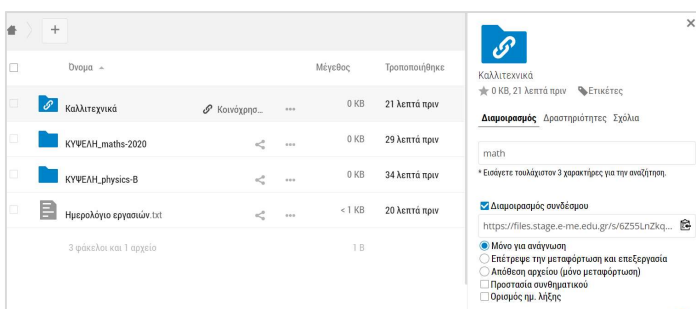 Όνομα
Μέγεθος
Τροποποιήθηκε
Καλλιτεχνικά
Κοινόχρησ...
0 KB
21 λεπτά πριν
ΚΥΨΕΛΗ_maths-2020
0 KB
29 λεπτά πριν
ΚΥΨΕΛΗ_physics-B
0 KB
34 λεπτά πριν
Ημερολόγιο εργασιών.txt
< 1 KB
20 λεπτά πριν
3 φάκελοι και 1 αρχείο
1 B
Καλλιτεχνικά
0 KB, 21 λεπτά πριν Ετικέτες
Διαμοιρασμός Δραστηριότητες Σχόλια
math
* Εισάγετε τουλάχιστον 3 χαρακτήρες για την αναζήτηση.
Διαμοιρασμός συνδέσμου
https://files.stage.e-me.edu.gr/s/6Z55LnZkq...
Μόνο για ανάγνωση
Επέτρεψε την μεταφόρτωση και επεξεργασία
Απόθεση αρχείου (μόνο μεταφόρτωση)
Προστασία συνθηματικού
Ορισμός ημ. λήξης